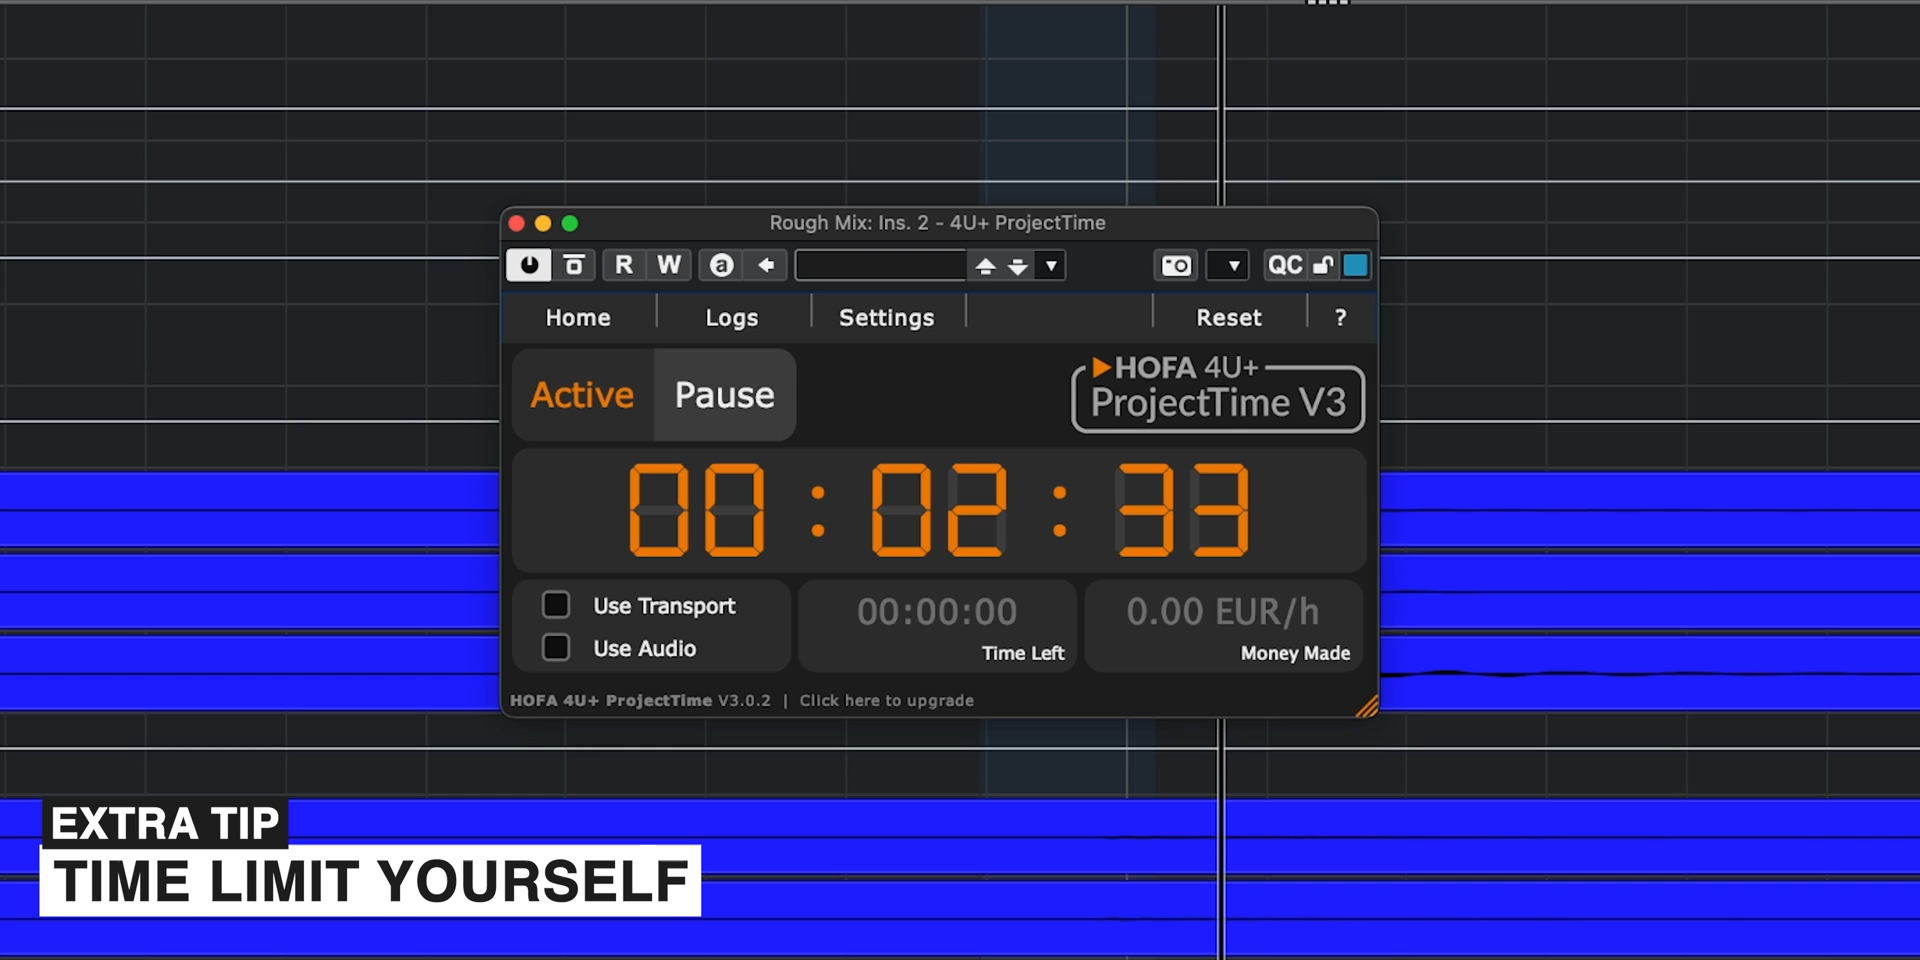 Rough Mix: Ins. 2 - 4U+ ProjectTime
R W a QC
Home Logs Settings Reset ?
Active Pause
HOFA 4U+
ProjectTime V3
00:02:33
Use Transport
Use Audio
00:00:00
Time Left
0.00 EUR/h
Money Made
HOFA 4U+ ProjectTime V3.0.2 | Click here to upgrade
EXTRA TIP
TIME LIMIT YOURSELF